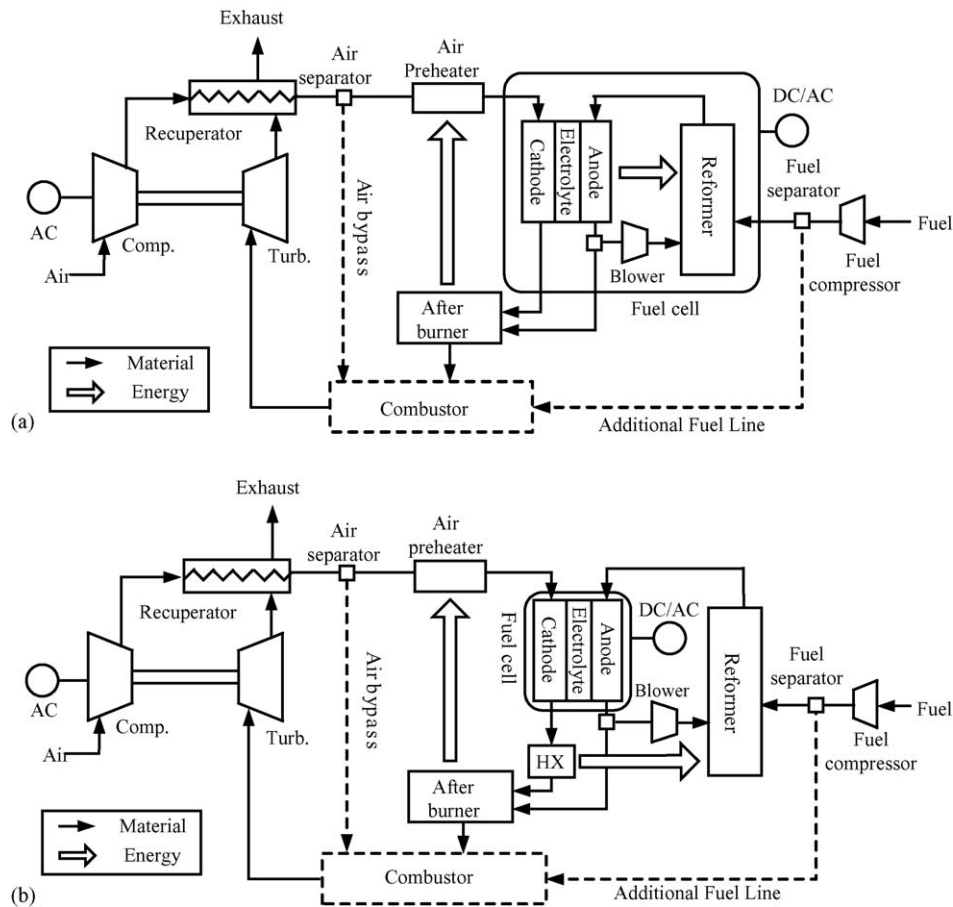 Exhaust
Air
separator
Air
Preheater
DC/AC
Recuperator
Cathode
Electrolyte
Anode
Reformer
Fuel
separator
AC
Comp.
Turb.
Air bypass
Fuel
Air
Blower
Fuel
compressor
After
burner
Fuel cell
Material
Energy
Combustor
Additional Fuel Line
(a)
Exhaust
Air
separator
Air
preheater
Recuperator
Fuel cell
Cathode
Electrolyte
Anode
DC/AC
Reformer
Fuel
separator
AC
Comp.
Turb.
Air bypass
Blower
Fuel
Air
HX
Fuel
compressor
After
burner
Material
Energy
Combustor
Additional Fuel Line
(b)